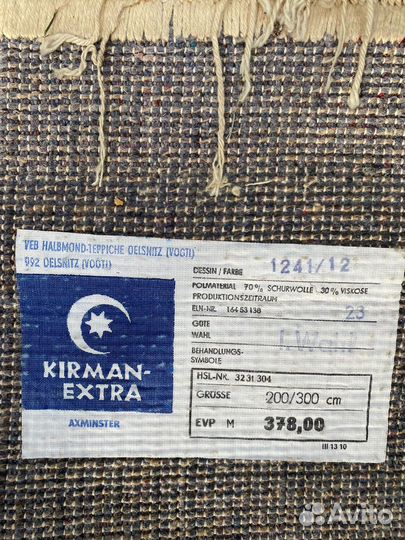 VEB HALBMOND-TEPPICHE OELSNITZ (VOGTL)
992 OELSNITZ (VOGTL)
KIRMAN-
EXTRA
AXMINSTER
DESSIN / FARBE 1241/12
POLMATERIAL 70% SCHURWOLLE 30% VISKOSE
PRODUKTIONSZEITRAUM
ELN-NR. 164 53 138 23
GÜTE
WAHL I. Wahl
BEHANDLUNGS-
SYMBOLE
HSL-NR. 32 31 304
GRÖSSE 200/300 cm
EVP M 378,00
III 13 10
Avito